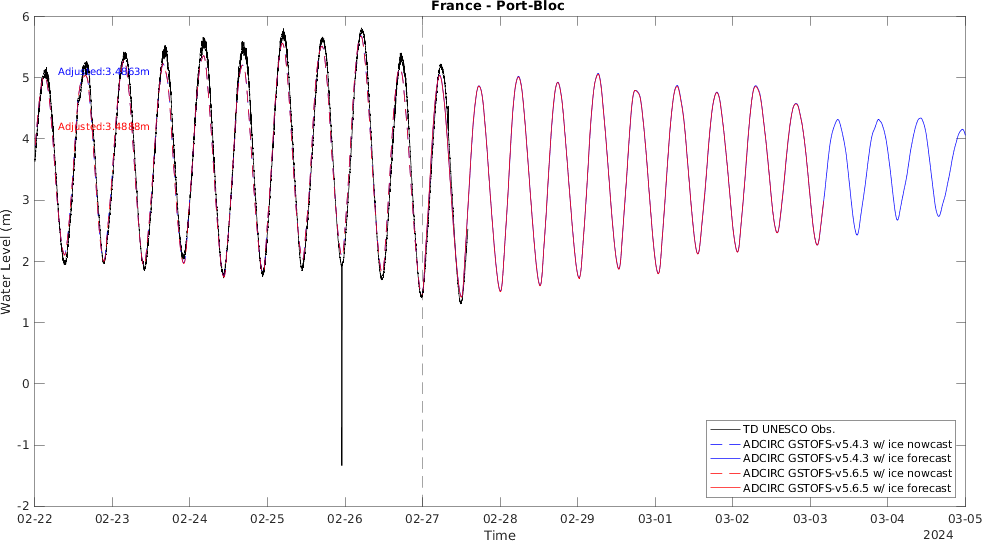 France - Port-Bloc
6
5
4
3
2
1
0
-1
-2
Water Level (m)
Adjusted:3.4863m
Adjusted:3.4888m
TD UNESCO Obs.
ADCIRC GSTOFS-v5.4.3 w/ ice nowcast
ADCIRC GSTOFS-v5.4.3 w/ ice forecast
ADCIRC GSTOFS-v5.6.5 w/ ice nowcast
ADCIRC GSTOFS-v5.6.5 w/ ice forecast
02-22 02-23 02-24 02-25 02-26 02-27 02-28 02-29 03-01 03-02 03-03 03-04 03-05
Time
2024